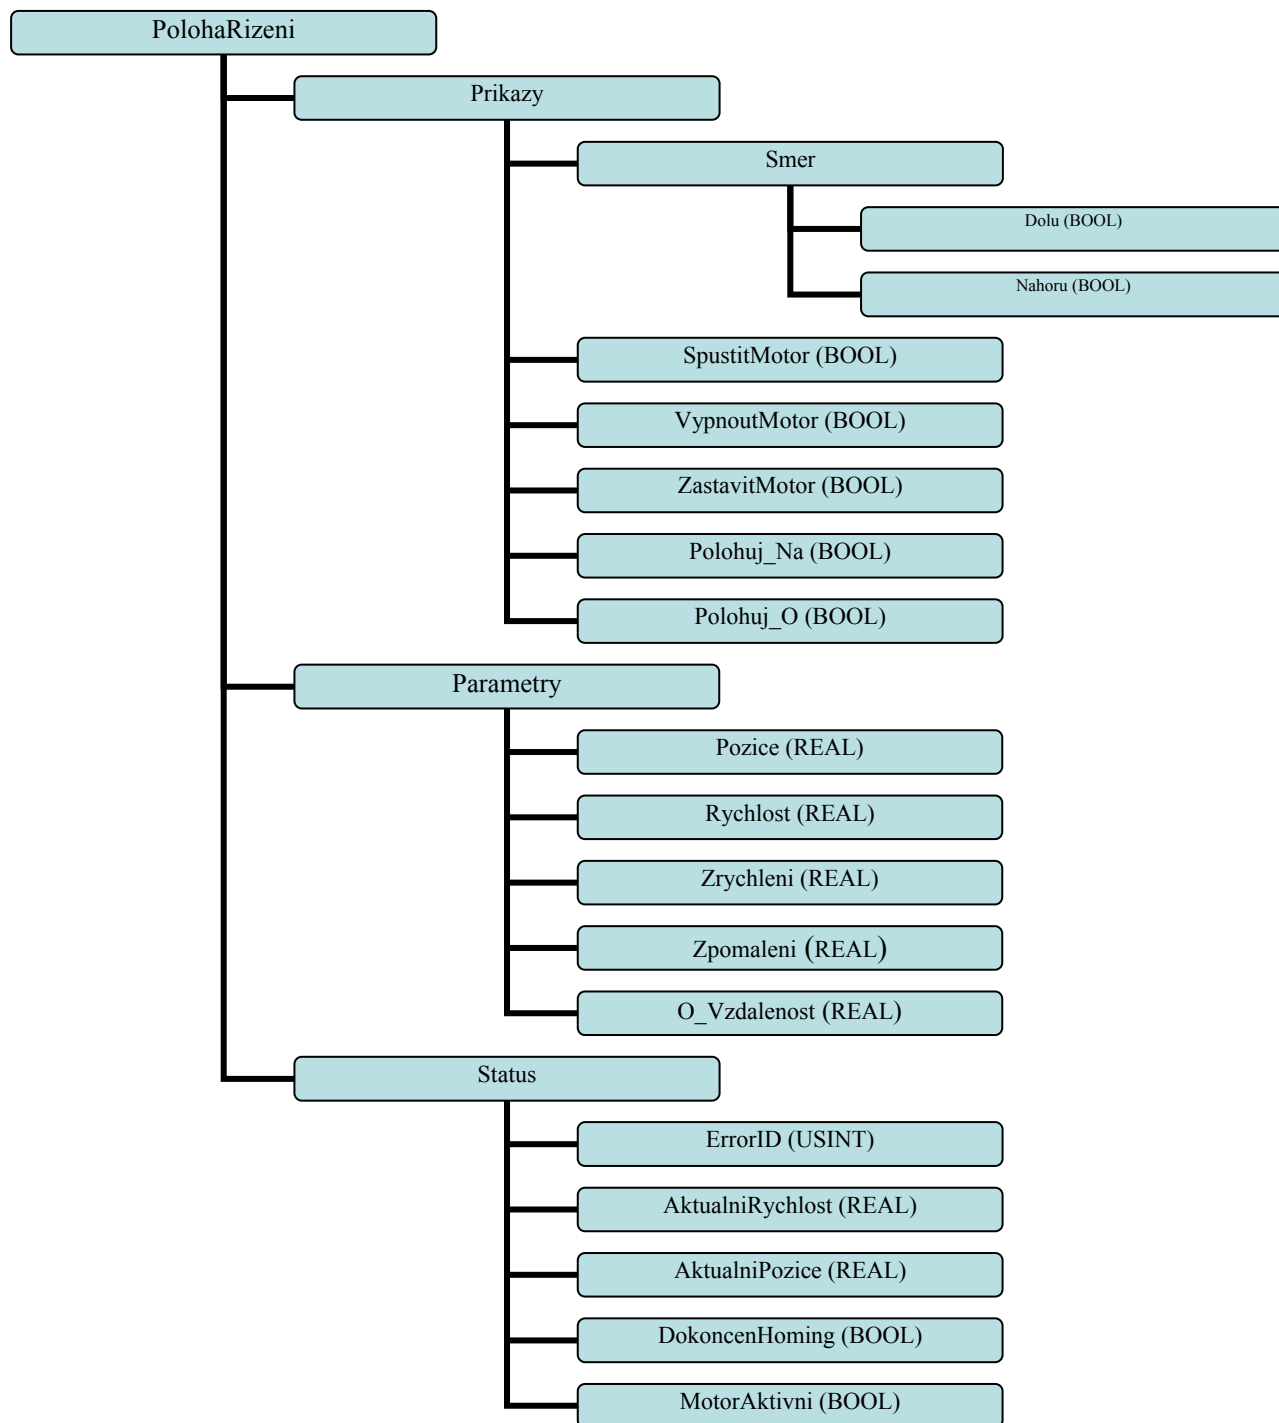 PolohaRizeni
Prikazy
Smer
Dolu (BOOL)
Nahoru (BOOL)
SpustitMotor (BOOL)
VypnoutMotor (BOOL)
ZastavitMotor (BOOL)
Polohuj_Na (BOOL)
Polohuj_O (BOOL)
Parametry
Pozice (REAL)
Rychlost (REAL)
Zrychleni (REAL)
Zpomaleni (REAL)
O_Vzdalenost (REAL)
Status
ErrorID (USINT)
AktualniRychlost (REAL)
AktualniPozice (REAL)
DokoncenHoming (BOOL)
MotorAktivni (BOOL)